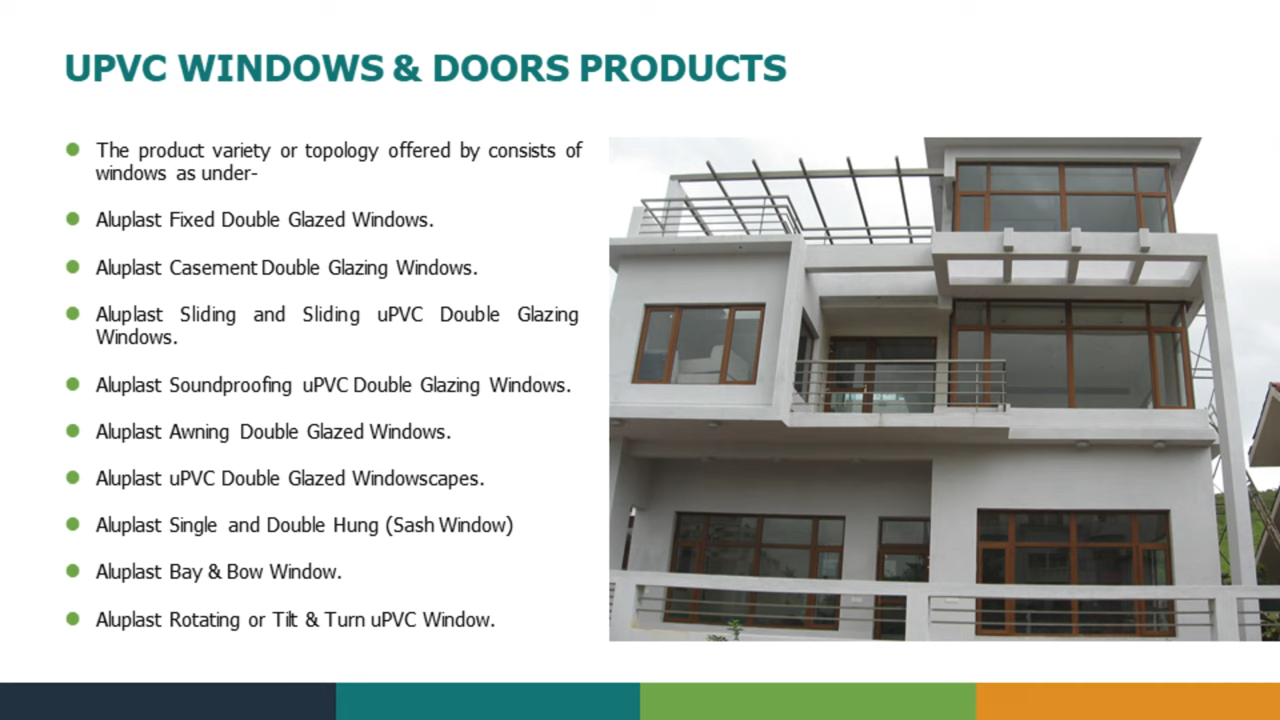 UPVC WINDOWS & DOORS PRODUCTS
The product variety or topology offered by consists of
windows as under-
Aluplast Fixed Double Glazed Windows.
Aluplast Casement Double Glazing Windows.
Aluplast Sliding and Sliding uPVC Double Glazing
Windows.
Aluplast Soundproofing uPVC Double Glazing Windows.
Aluplast Awning Double Glazed Windows.
Aluplast uPVC Double Glazed Windowscapes.
Aluplast Single and Double Hung (Sash Window)
Aluplast Bay & Bow Window.
Aluplast Rotating or Tilt & Turn uPVC Window.